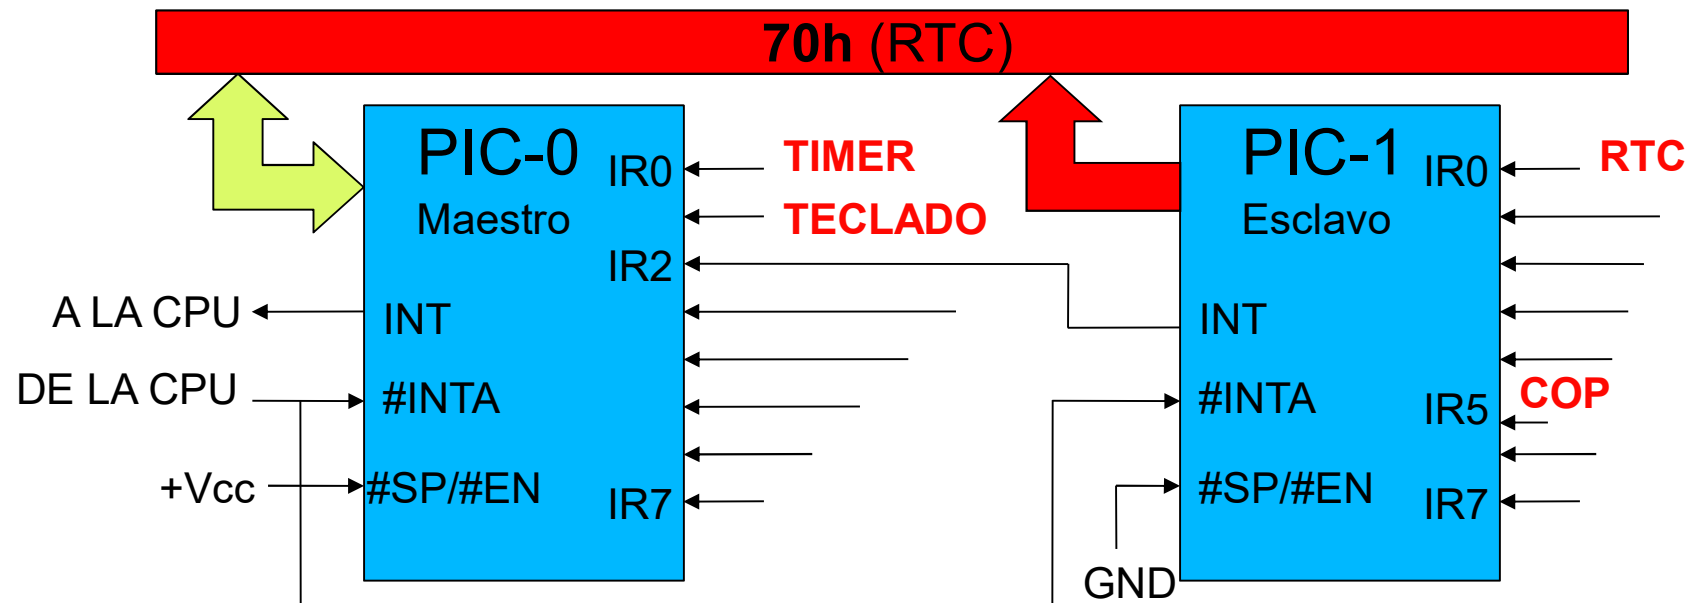 70h (RTC)
PIC-0
Maestro
IR0
TIMER
TECLADO
IR2
A LA CPU
INT
DE LA CPU
#INTA
+Vcc
#SP/#EN
IR7
PIC-1
Esclavo
IR0
RTC
INT
#INTA
COP
IR5
#SP/#EN
IR7
GND